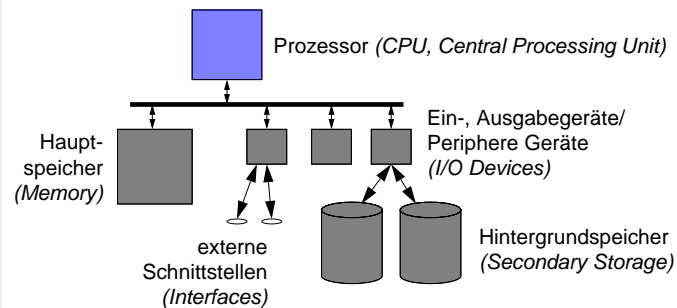 Prozessor (CPU, Central Processing Unit)
Haupt-
speicher
(Memory)
Ein-, Ausgabegeräte/
Periphere Geräte
(I/O Devices)
externe
Schnittstellen
(Interfaces)
Hintergrundspeicher
(Secondary Storage)